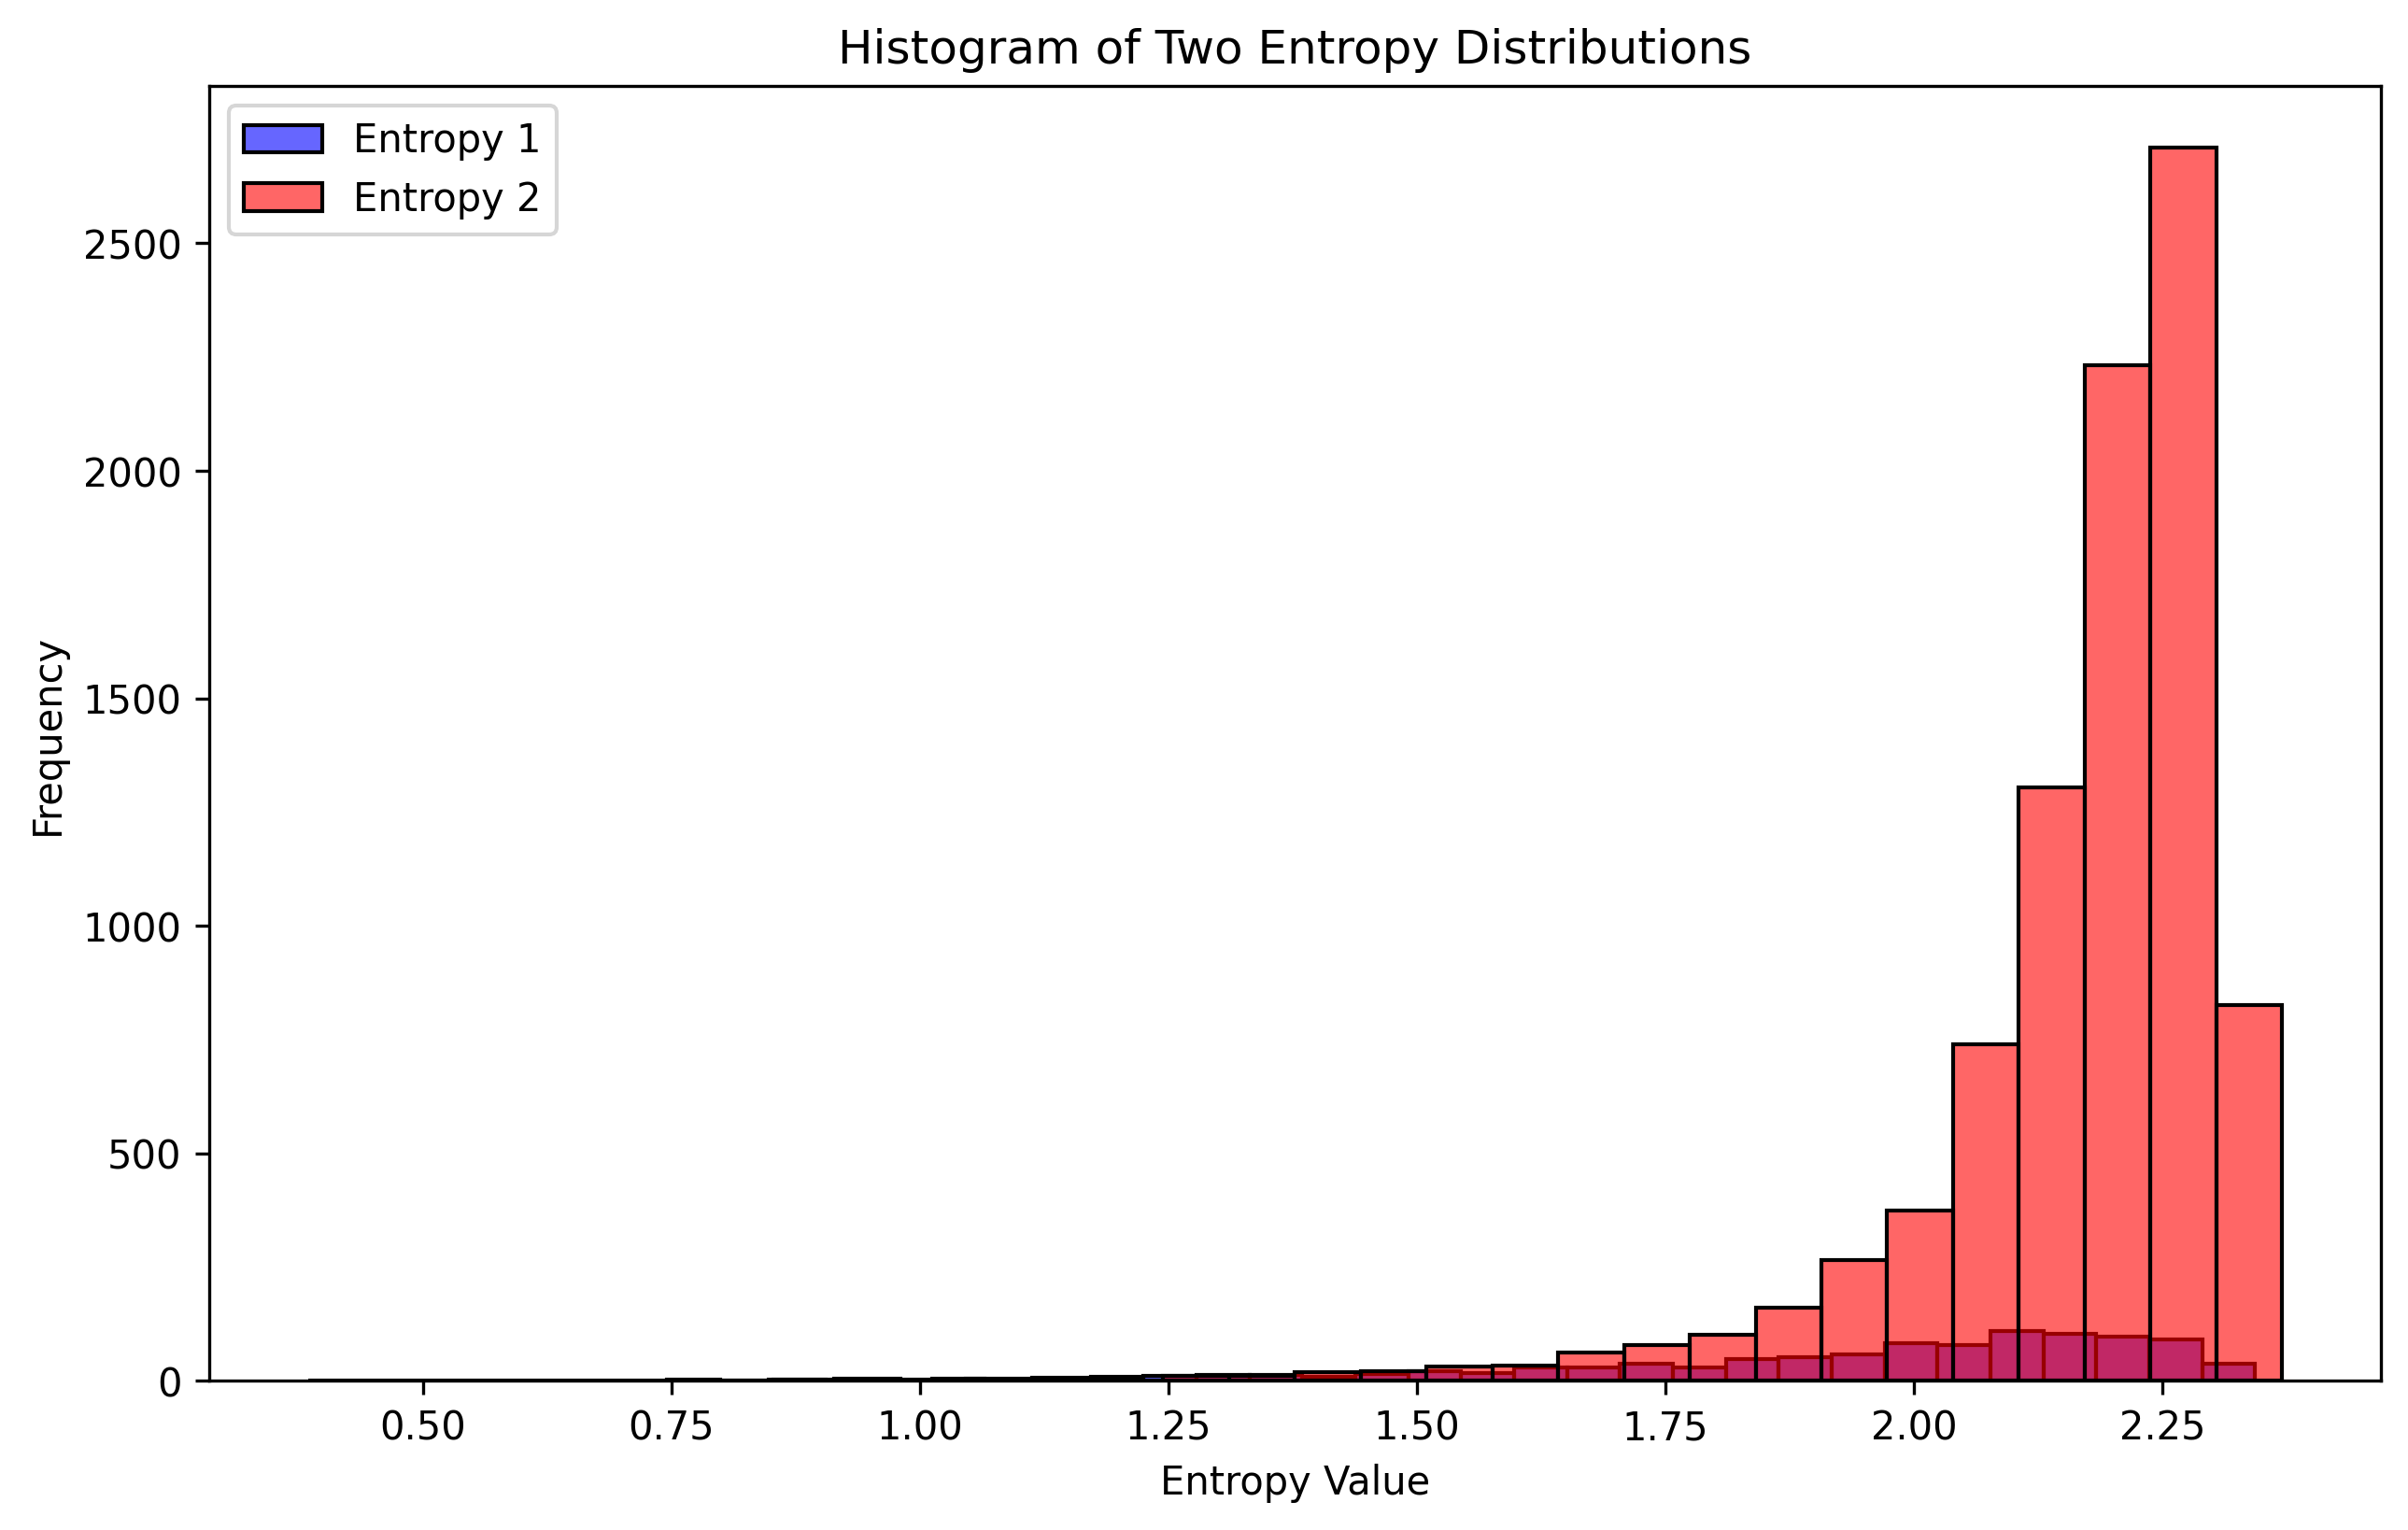 Histogram of Two Entropy Distributions
Entropy 1
Entropy 2
2500
2000
1500
1000
500
0
Frequency
0.50 0.75 1.00 1.25 1.50 1.75 2.00 2.25
Entropy Value